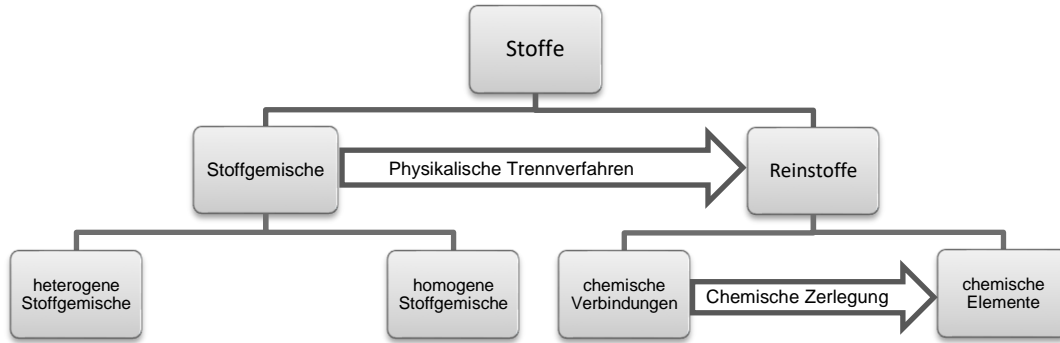 Stoffe
Stoffgemische
Physikalische Trennverfahren
Reinstoffe
heterogene
Stoffgemische
homogene
Stoffgemische
chemische
Verbindungen
Chemische Zerlegung
chemische
Elemente